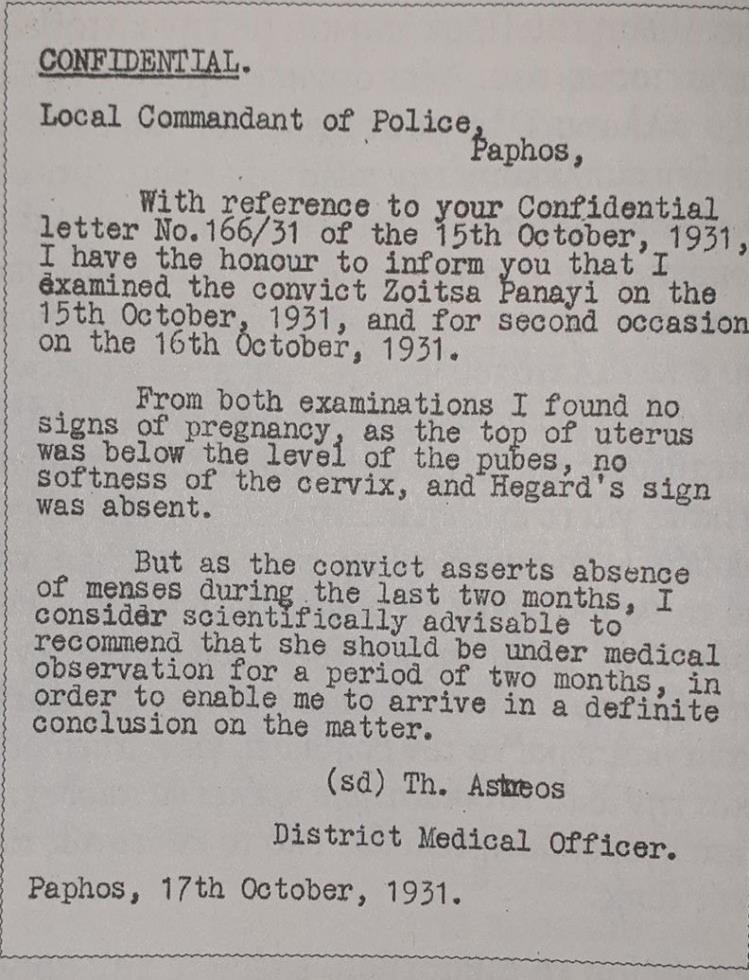 CONFIDENTIAL.
Local Commandant of Police,
Paphos,
With reference to your Confidential
letter No.166/31 of the 15th October, 1931,
I have the honour to inform you that I
examined the convict Zoitsa Panayi on the
15th October, 1931, and for second occasion
on the 16th October, 1931.
From both examinations I found no
signs of pregnancy, as the top of uterus
was below the level of the pubes, no
softness of the cervix, and Hegard's sign
was absent.
But as the convict asserts absence
of menses during the last two months, I
consider scientifically advisable to
recommend that she should be under medical
observation for a period of two months, in
order to enable me to arrive in a definite
conclusion on the matter.
(sd) Th.
District Medical Officer.
Paphos, 17th October, 1931.